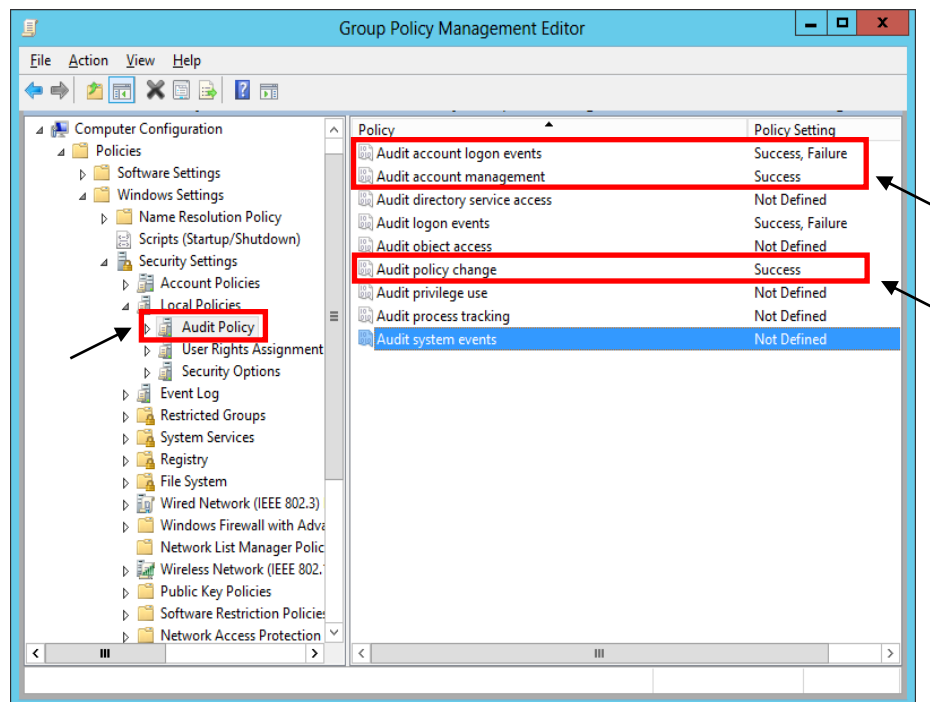 Group Policy Management Editor
File Action View Help
Computer Configuration
Policies
Software Settings
Windows Settings
Name Resolution Policy
Scripts (Startup/Shutdown)
Security Settings
Account Policies
Local Policies
Audit Policy
User Rights Assignment
Security Options
Event Log
Restricted Groups
System Services
Registry
File System
Wired Network (IEEE 802.3)
Windows Firewall with Adva
Network List Manager Polic
Wireless Network (IEEE 802.1
Public Key Policies
Software Restriction Policies
Network Access Protection
Policy Policy Setting
Audit account logon events Success, Failure
Audit account management Success
Audit directory service access Not Defined
Audit logon events Success, Failure
Audit object access Not Defined
Audit policy change Success
Audit privilege use Not Defined
Audit process tracking Not Defined
Audit system events Not Defined